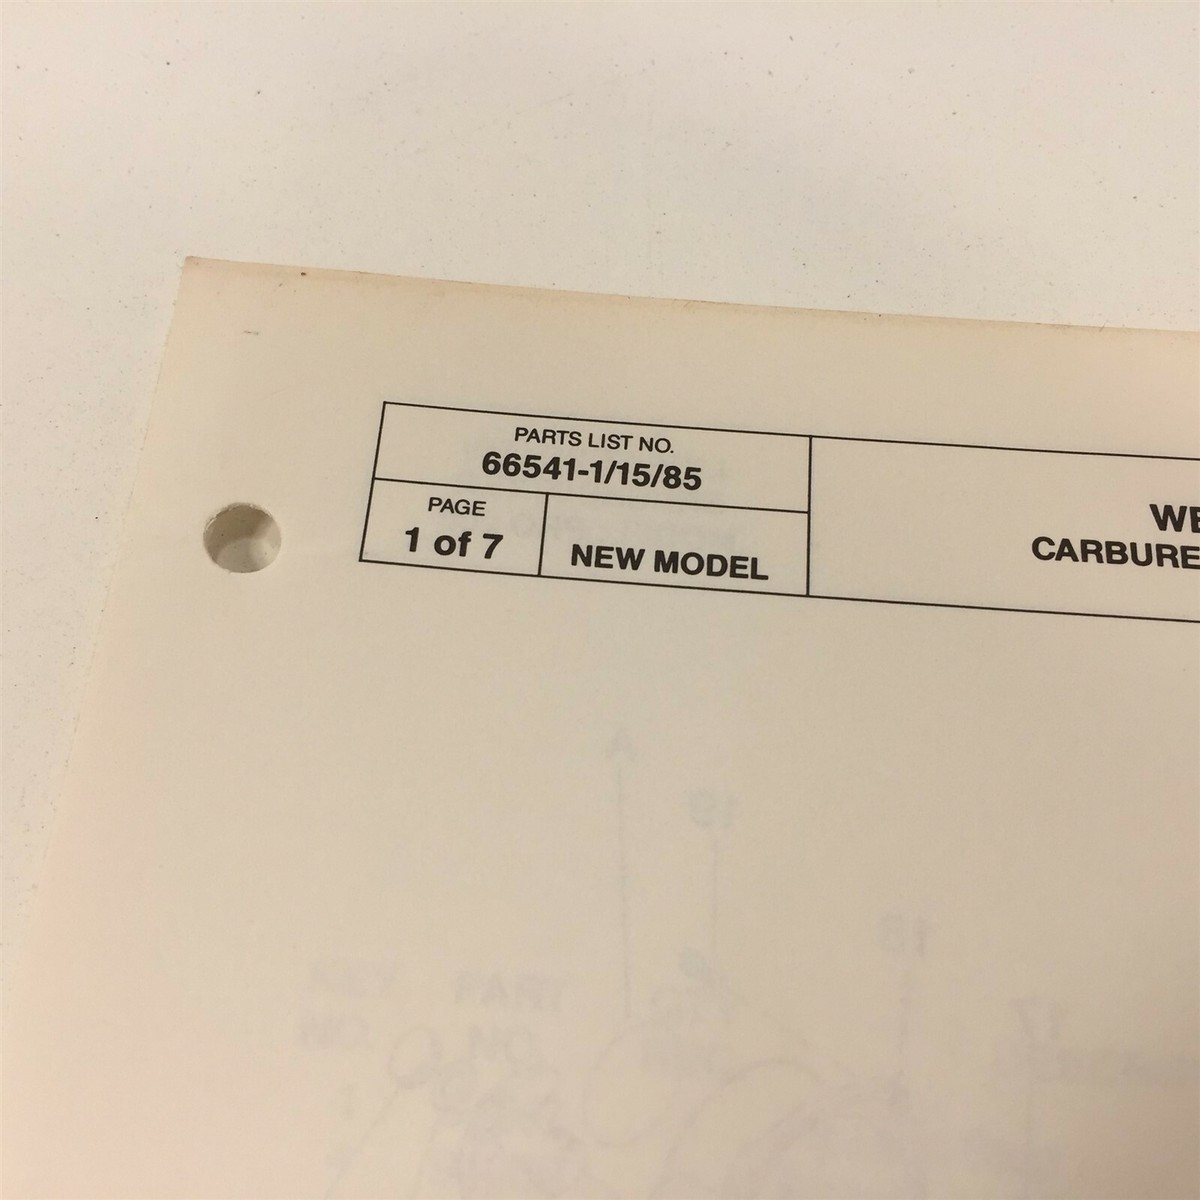 PARTS LIST NO.
66541-1/15/85
PAGE
1 of 7
NEW MODEL
WE
CARBURE